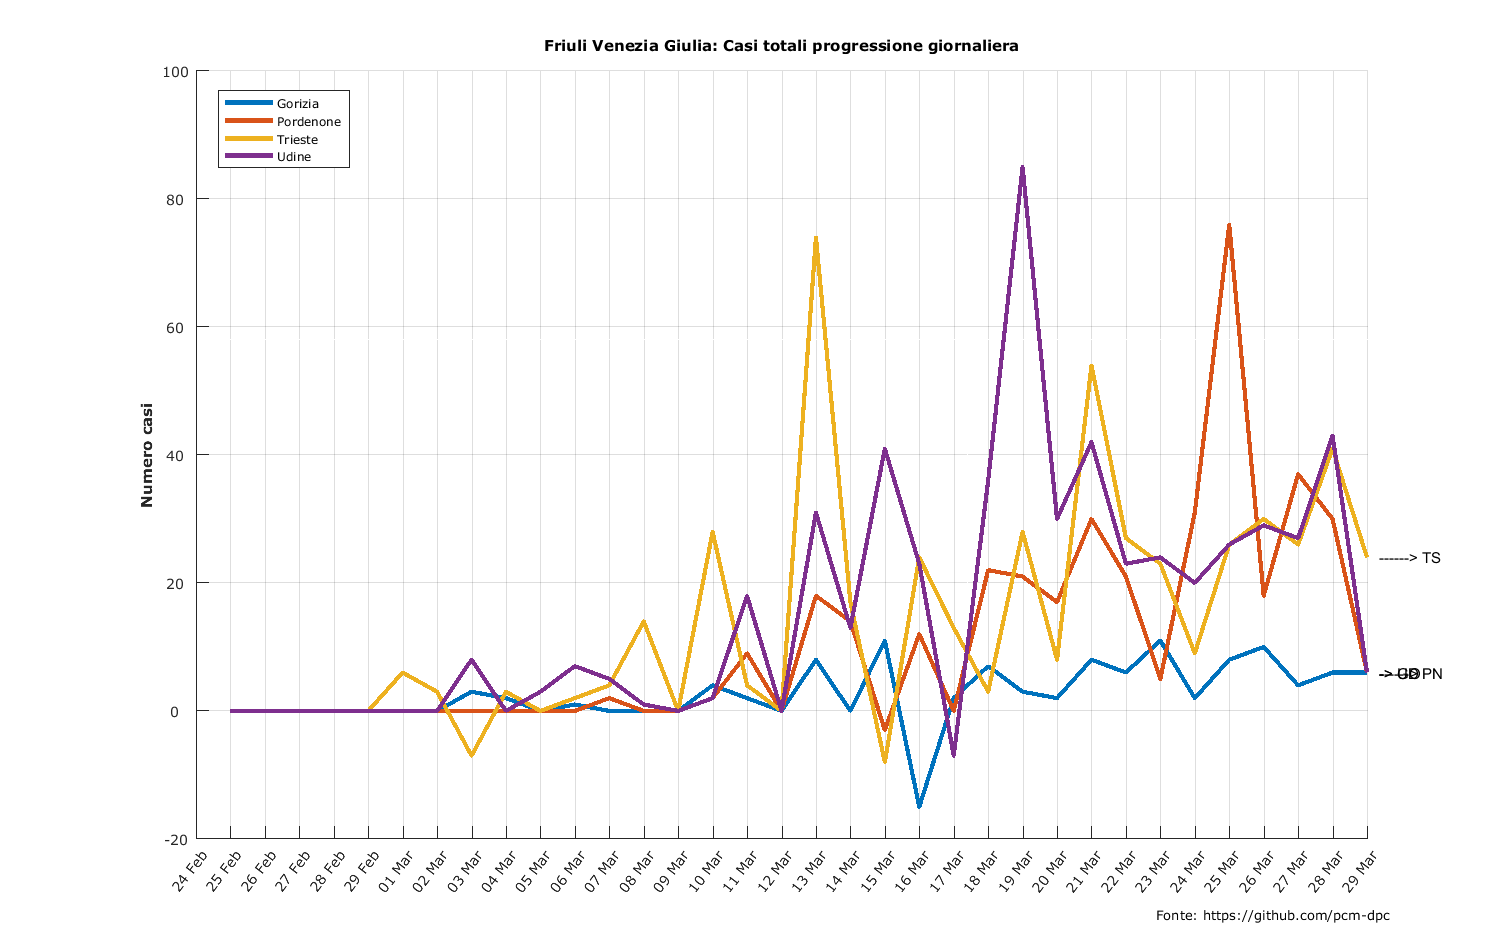 Friuli Venezia Giulia: Casi totali progressione giornaliera
100
80
60
40
20
0
-20
Numero casi
Gorizia
Pordenone
Trieste
Udine
------> TS
PN
24 Feb
25 Feb
26 Feb
27 Feb
28 Feb
29 Feb
01 Mar
02 Mar
03 Mar
04 Mar
05 Mar
06 Mar
07 Mar
08 Mar
09 Mar
10 Mar
11 Mar
12 Mar
13 Mar
14 Mar
15 Mar
16 Mar
17 Mar
18 Mar
19 Mar
20 Mar
21 Mar
22 Mar
23 Mar
24 Mar
25 Mar
26 Mar
27 Mar
28 Mar
29 Mar
Fonte: https://github.com/pcm-dpc